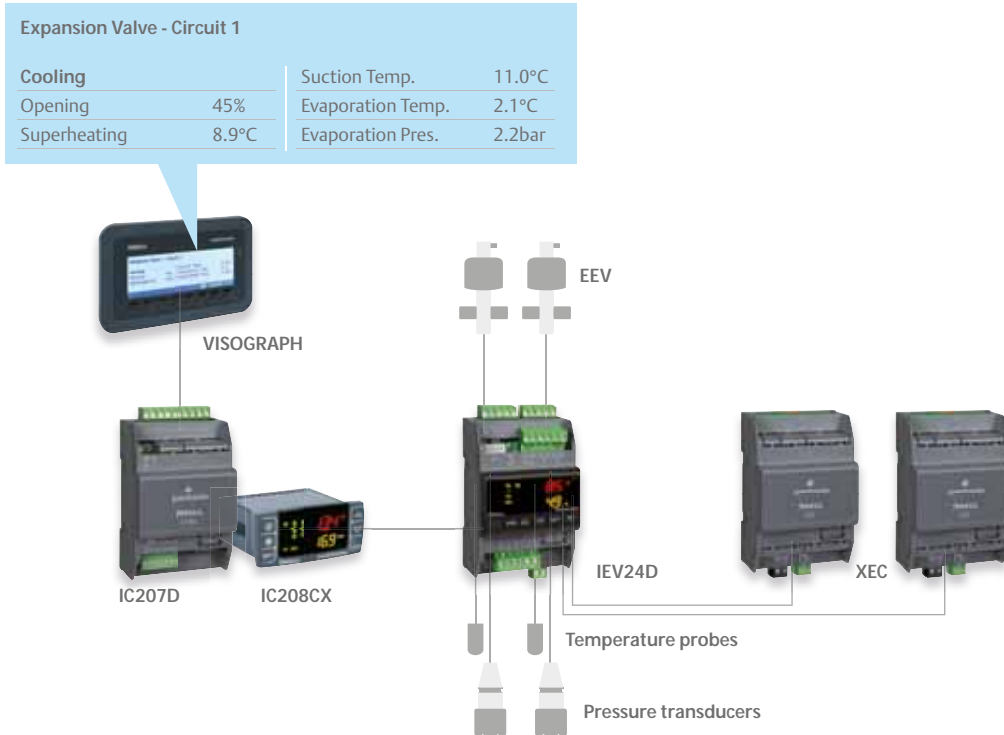 Expansion Valve - Circuit 1
Cooling
Opening 45%
Superheating 8.9°C
Suction Temp. 11.0°C
Evaporation Temp. 2.1°C
Evaporation Pres. 2.2bar
EEV
VISOGRAPH
IEV24D
XEC
IC207D
IC208CX
Temperature probes
Pressure transducers